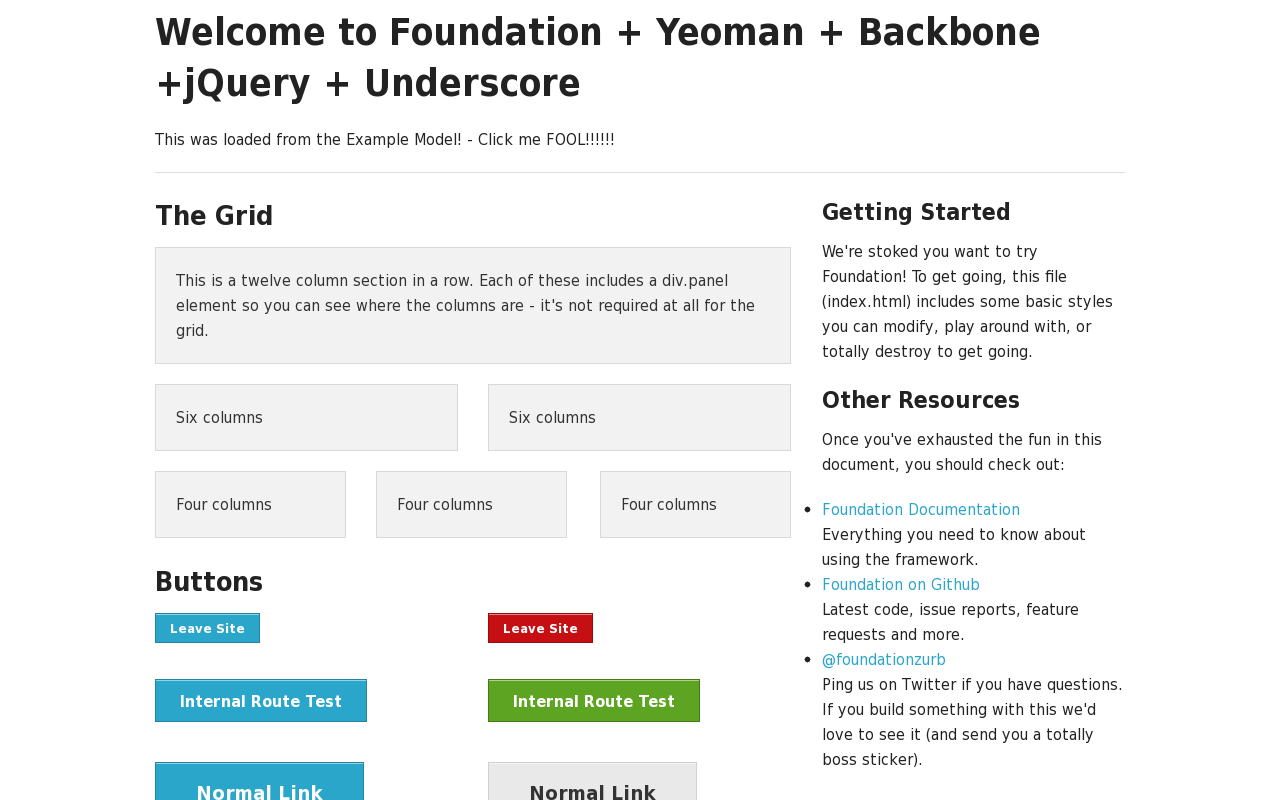 Welcome to Foundation + Yeoman + Backbone
+jQuery + Underscore
This was loaded from the Example Model! - Click me FOOL!!!!!!
The Grid
This is a twelve column section in a row. Each of these includes a div.panel
element so you can see where the columns are - it's not required at all for the
grid.
Six columns
Six columns
Four columns
Four columns
Four columns
Buttons
Leave Site
Leave Site
Internal Route Test
Internal Route Test
Normal Link
Normal Link
Getting Started
We're stoked you want to try
Foundation! To get going, this file
(index.html) includes some basic styles
you can modify, play around with, or
totally destroy to get going.
Other Resources
Once you've exhausted the fun in this
document, you should check out:
Foundation Documentation
Everything you need to know about
using the framework.
Foundation on Github
Latest code, issue reports, feature
requests and more.
@foundationzurb
Ping us on Twitter if you have questions.
If you build something with this we'd
love to see it (and send you a totally
boss sticker).